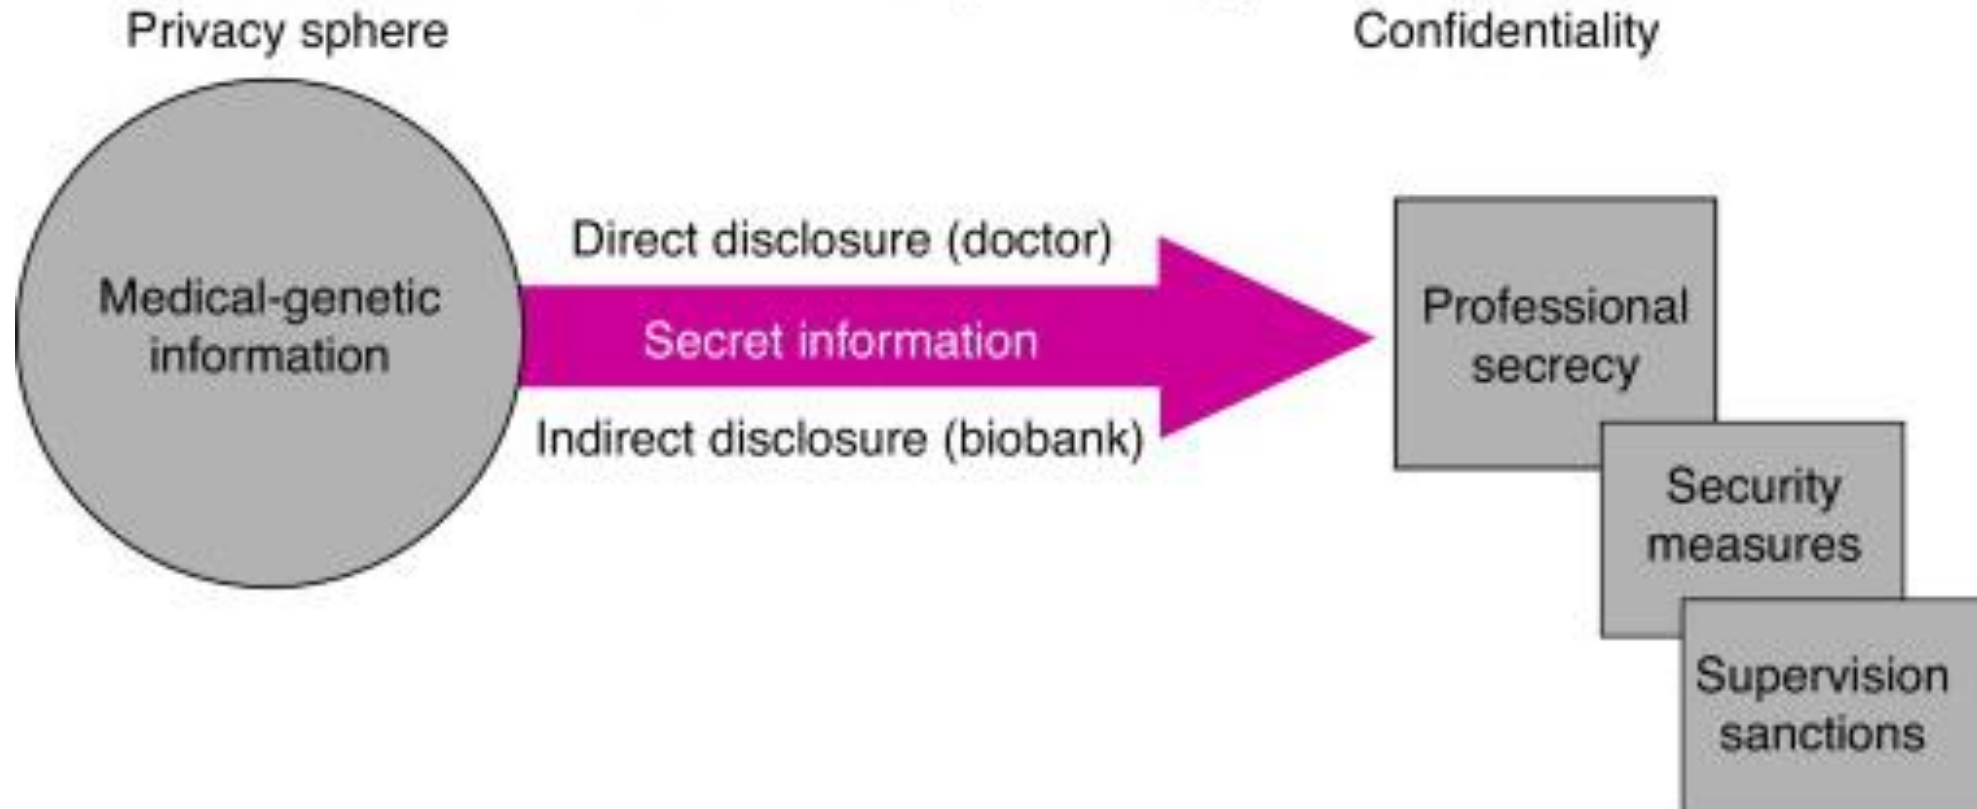 Privacy sphere
Confidentiality
Medical-genetic
information
Direct disclosure (doctor)
Secret information
Indirect disclosure (biobank)
Professional
secrecy
Security
measures
Supervision
sanctions